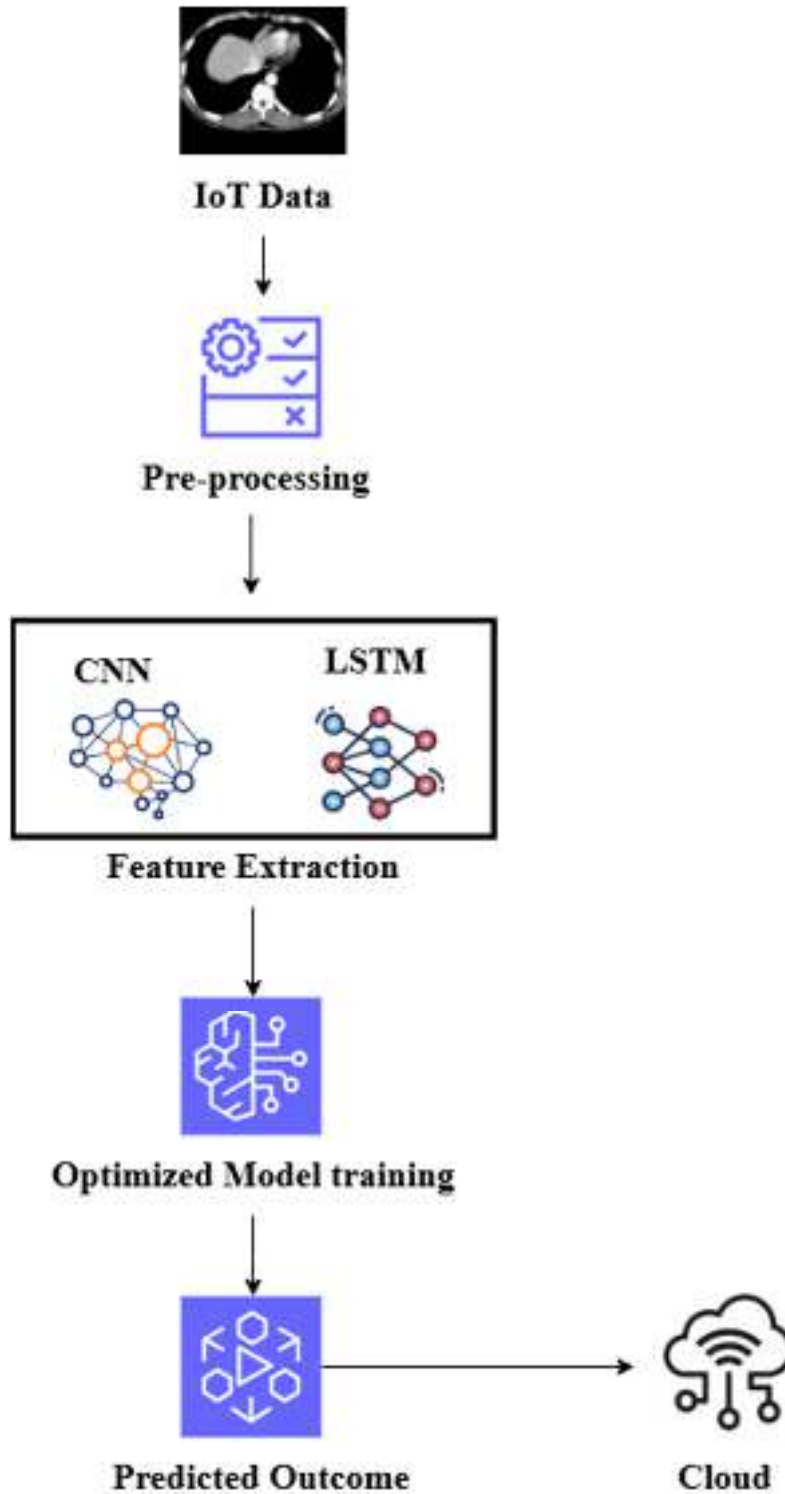 IoT Data
Pre-processing
CNN
LSTM
Feature Extraction
Optimized Model training
Predicted Outcome
Cloud